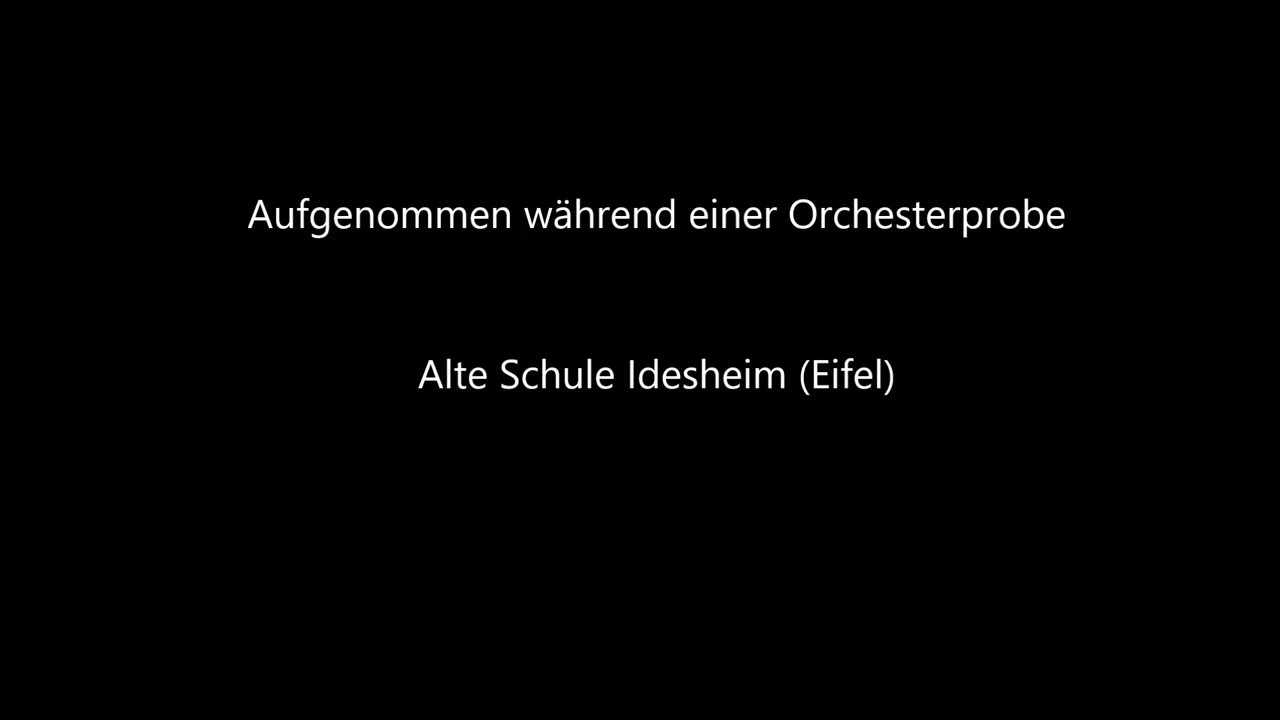 Aufgenommen während einer Orchesterprobe
Alte Schule Idesheim (Eifel)